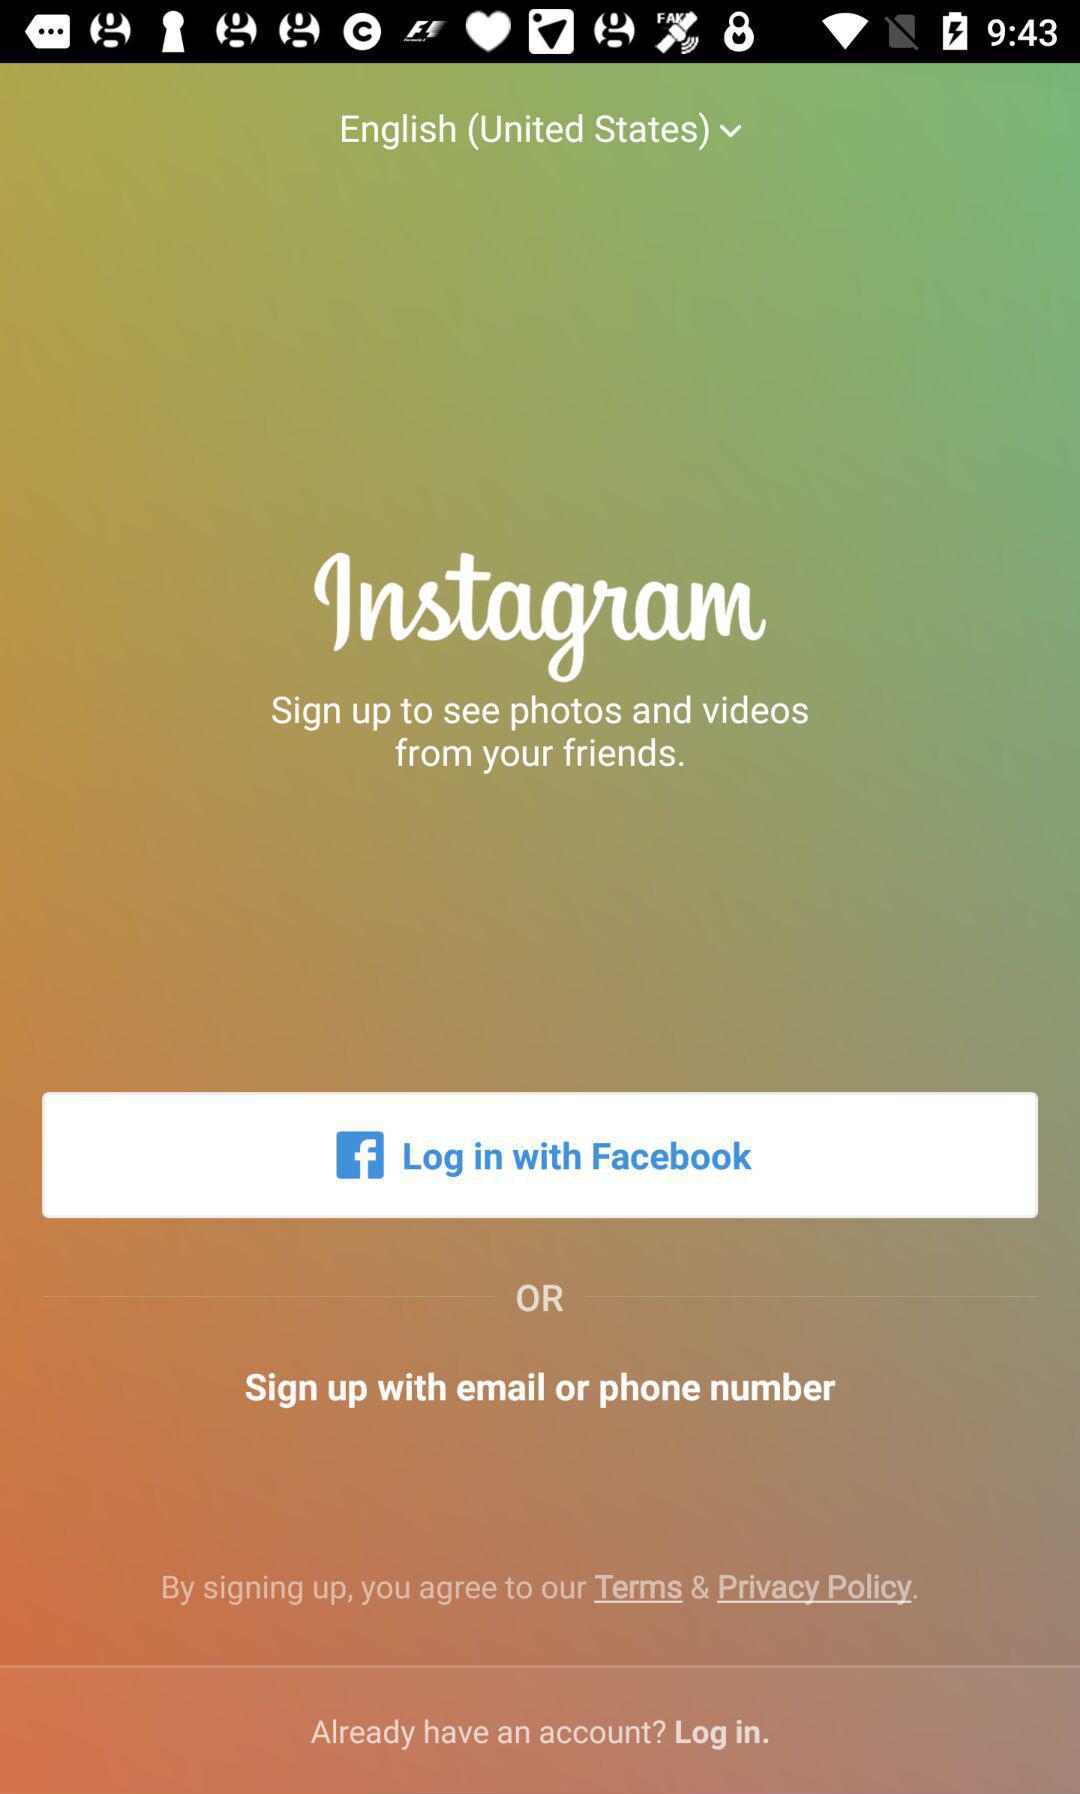 FAKE
9:43
English (United States)
Instagram
Sign up to see photos and videos
from your friends.
Log in with Facebook
OR
Sign up with email or phone number
By signing up, you agree to our Terms & Privacy Policy.
Already have an account? Log in.